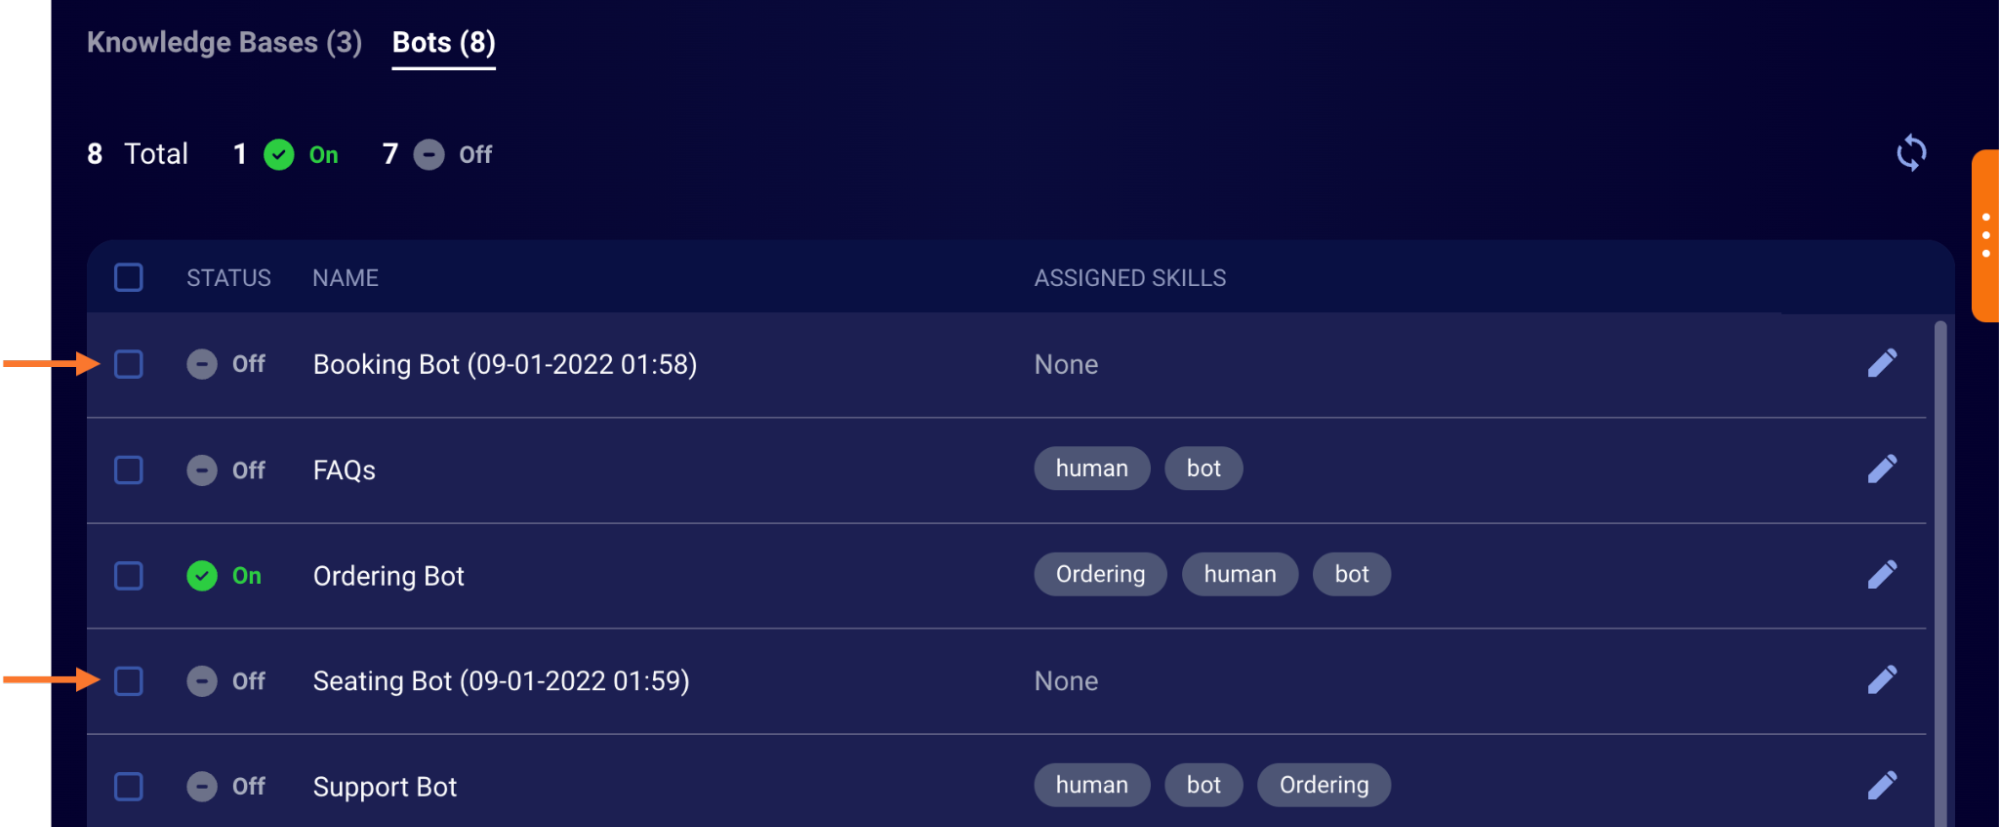 Knowledge Bases (3) Bots (8)
8 Total 1 On 7 Off
STATUS NAME ASSIGNED SKILLS
Off Booking Bot (09-01-2022 01:58) None
Off FAQs human bot
On Ordering Bot Ordering human bot
Off Seating Bot (09-01-2022 01:59) None
Off Support Bot human bot Ordering